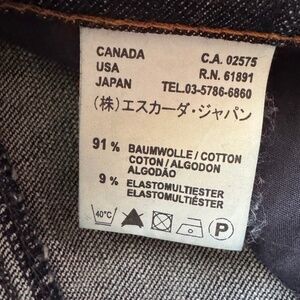 CANADA C.A. 02575
USA R.N. 61891
JAPAN TEL.03-5786-6860
(株)エスカーダ・ジャパン
91 % BAUMWOLLE / COTTON
COTON / ALGODON
ALGODÃO
9 % ELASTOMULTIESTER
ELASTOMULTIÉSTER
40°C P